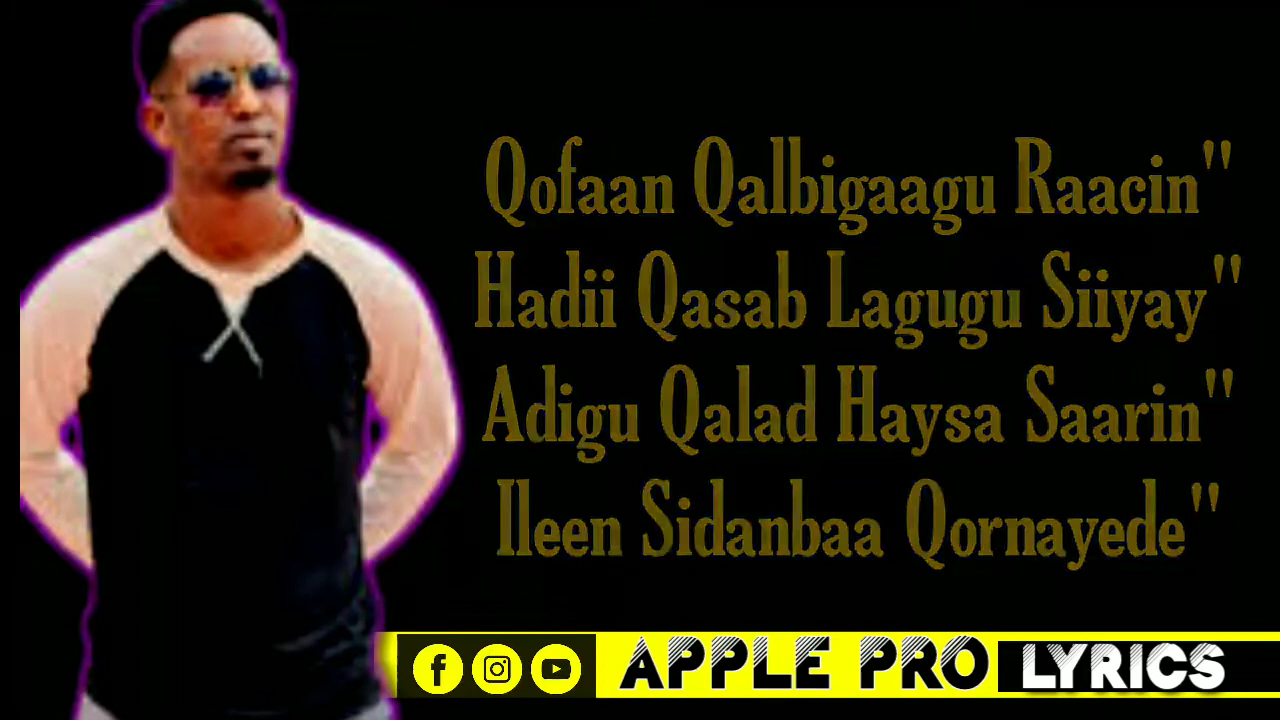 Qofaan Qalbigaagu Raacin"
Hadii Qasab Lagugu Siiyay"
Adigu Qalad Haysa Saarin"
Ileen Sidanbaa Qornayede"
APPLE PRO LYRICS